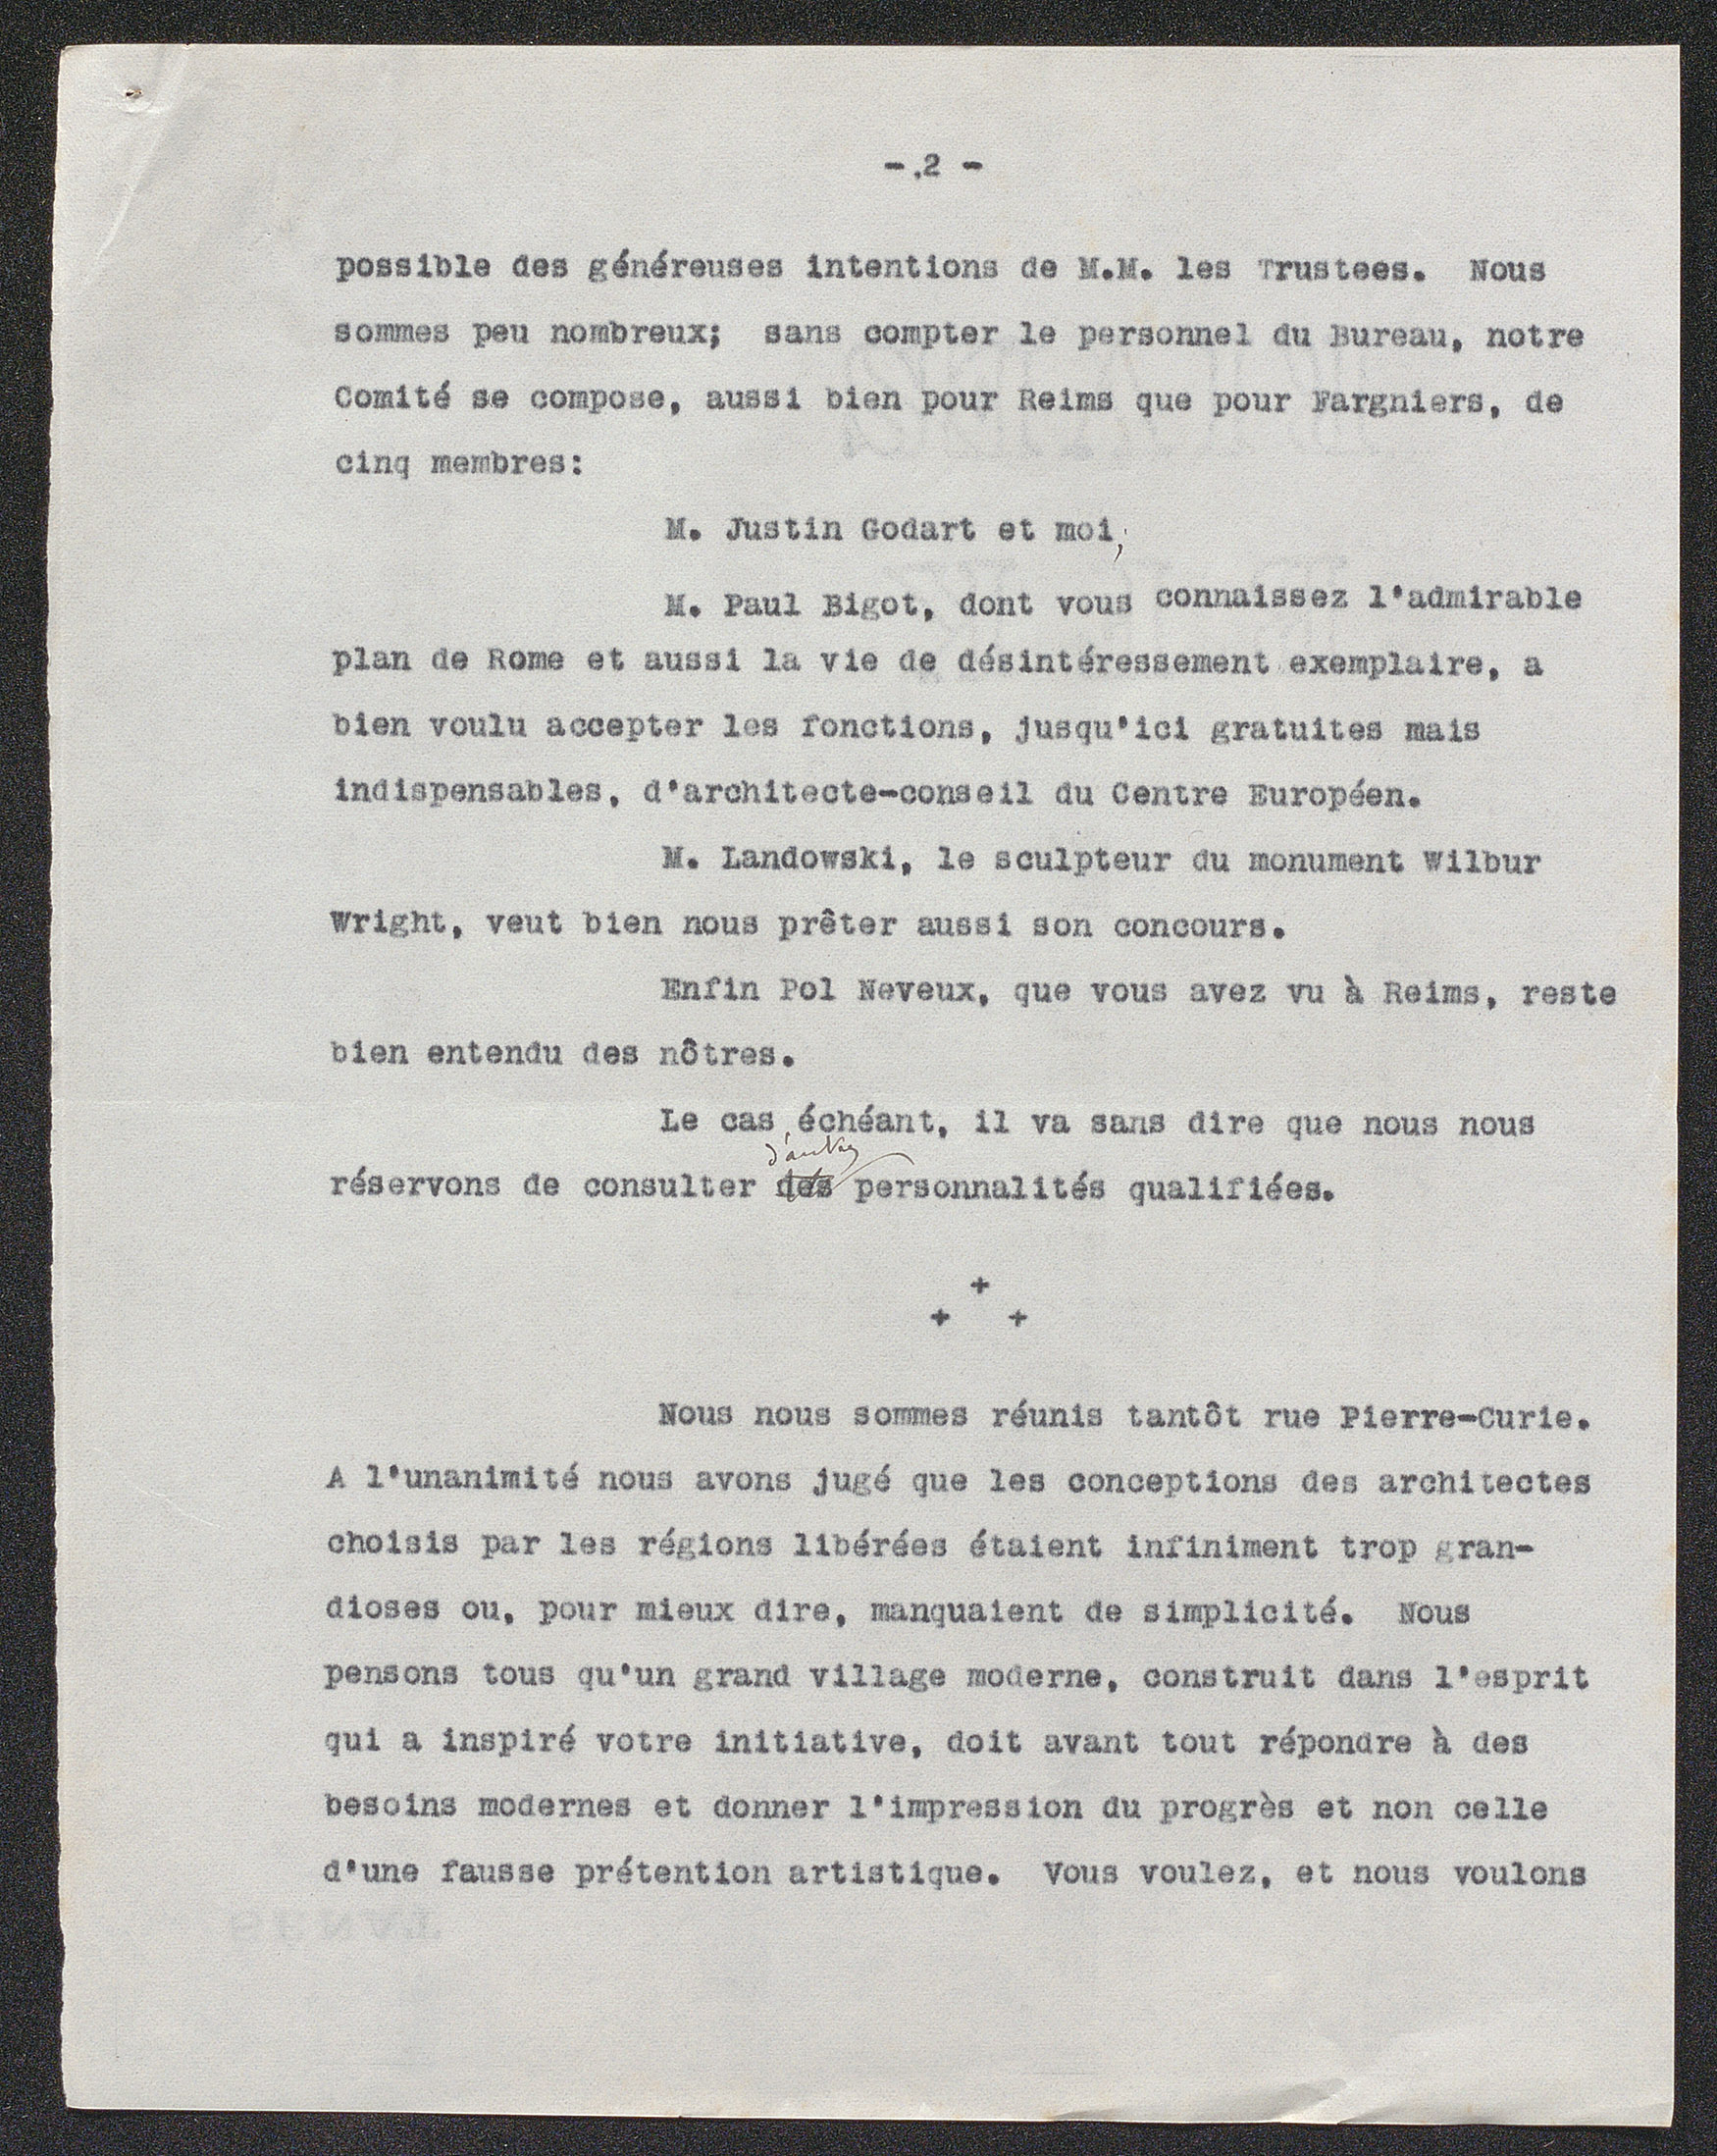 - .2 -
possible des généreuses intentions de M.M. les Trustees. Nous
sommes peu nombreux; sans compter le personnel du Bureau, notre
Comité se compose, aussi bien pour Reims que pour Fargniers, de
cinq membres:
M. Justin Godart et moi;
M. Paul Bigot, dont vous connaissez l'admirable
plan de Rome et aussi la vie de désintéressement exemplaire, a
bien voulu accepter les fonctions, jusqu'ici gratuites mais
indispensables, d'architecte-conseil du Centre Européen.
M. Landowski, le sculpteur du monument Wilbur
Wright, veut bien nous prêter aussi son concours.
Enfin Pol Neveux, que vous avez vu à Reims, reste
bien entendu des nôtres.
Le cas échéant, il va sans dire que nous nous
d'autres
réservons de consulter des personnalités qualifiées.
+
+ +
Nous nous sommes réunis tantôt rue Pierre-Curie.
A l'unanimité nous avons jugé que les conceptions des architectes
choisis par les régions libérées étaient infiniment trop gran-
dioses ou, pour mieux dire, manquaient de simplicité. Nous
pensons tous qu'un grand village moderne, construit dans l'esprit
qui a inspiré votre initiative, doit avant tout répondre à des
besoins modernes et donner l'impression du progrès et non celle
d'une fausse prétention artistique. Vous voulez, et nous voulons